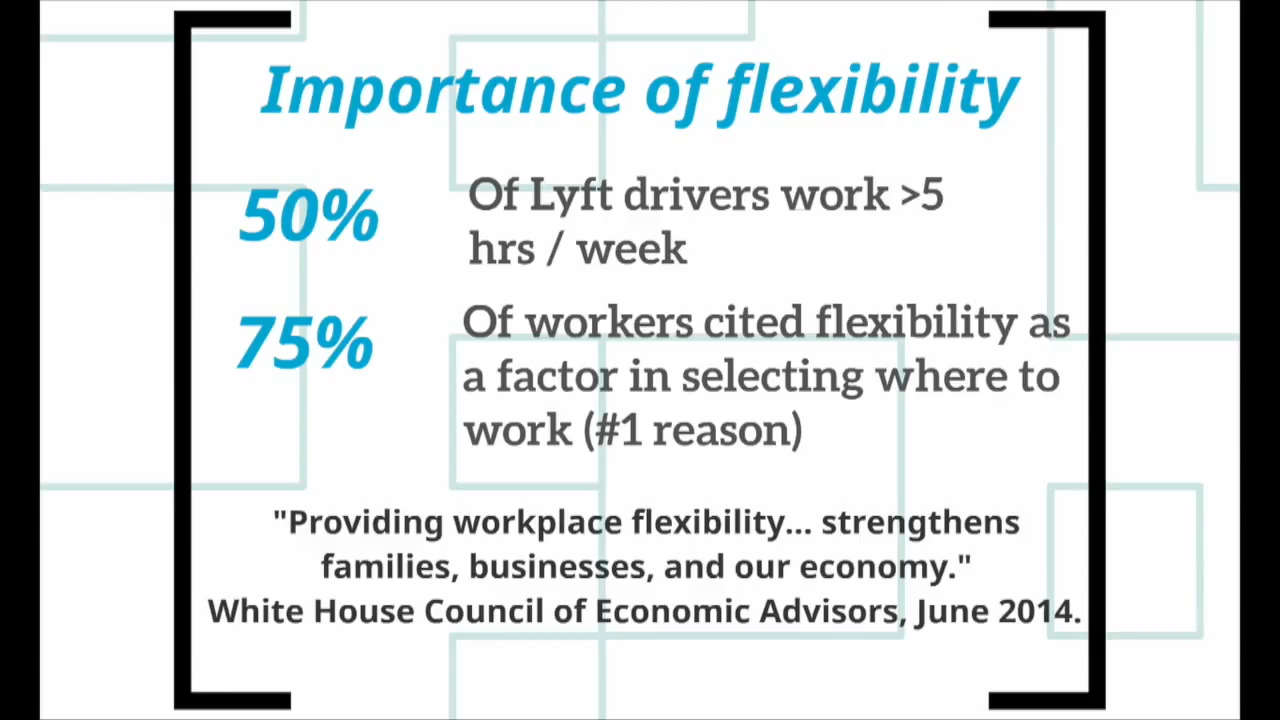 Importance of flexibility
50%
Of Lyft drivers work >5
hrs / week
75%
Of workers cited flexibility as
a factor in selecting where to
work (#1 reason)
"Providing workplace flexibility... strengthens
families, businesses, and our economy."
White House Council of Economic Advisors, June 2014.